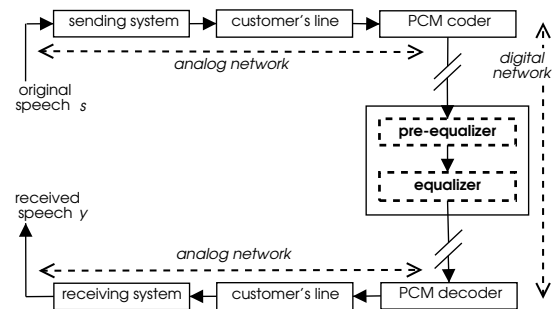 sending system
customer's line
PCM coder
analog network
digital
network
original
speech s
pre-equalizer
equalizer
received
speech y
analog network
receiving system
customer's line
PCM decoder